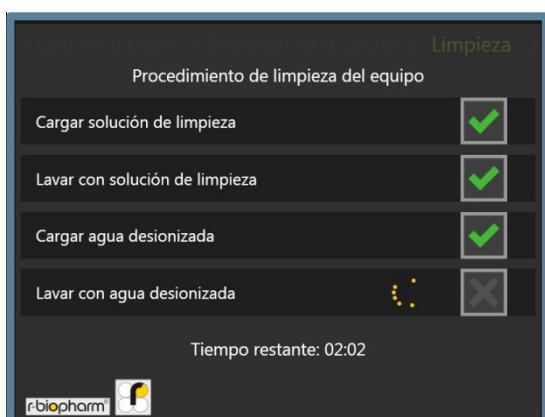 Limpieza
Procedimiento de limpieza del equipo
Cargar solución de limpieza
Lavar con solución de limpieza
Cargar agua desionizada
Lavar con agua desionizada
Tiempo restante: 02:02
r-biopharm®